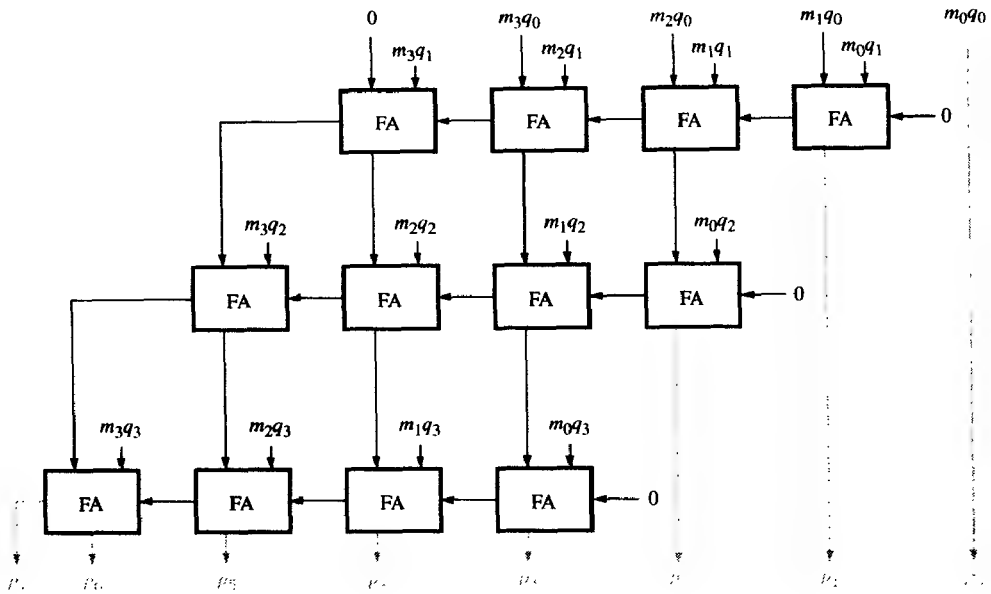 0 m₃q₀ m₂q₀ m₁q₀ m₀q₀
m₃q₁ m₂q₁ m₁q₁ m₀q₁
FA FA FA FA 0
m₃q₂ m₂q₂ m₁q₂ m₀q₂
FA FA FA FA 0
m₃q₃ m₂q₃ m₁q₃ m₀q₃
FA FA FA FA 0